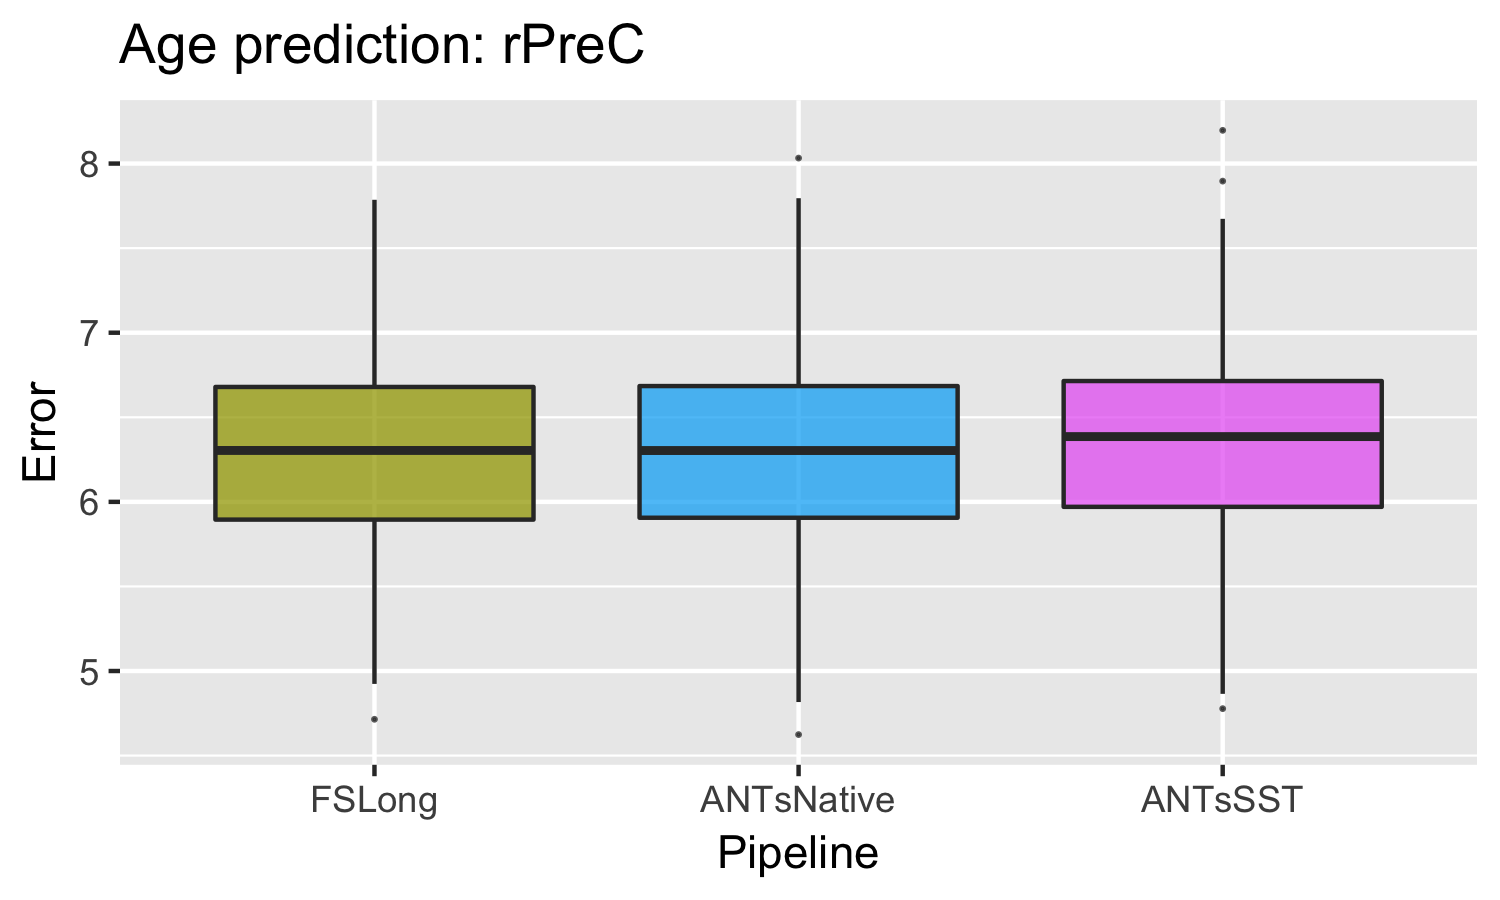 Age prediction: rPreC
8
7
6
5
Error
FSLong
ANTsNative
ANTsSST
Pipeline